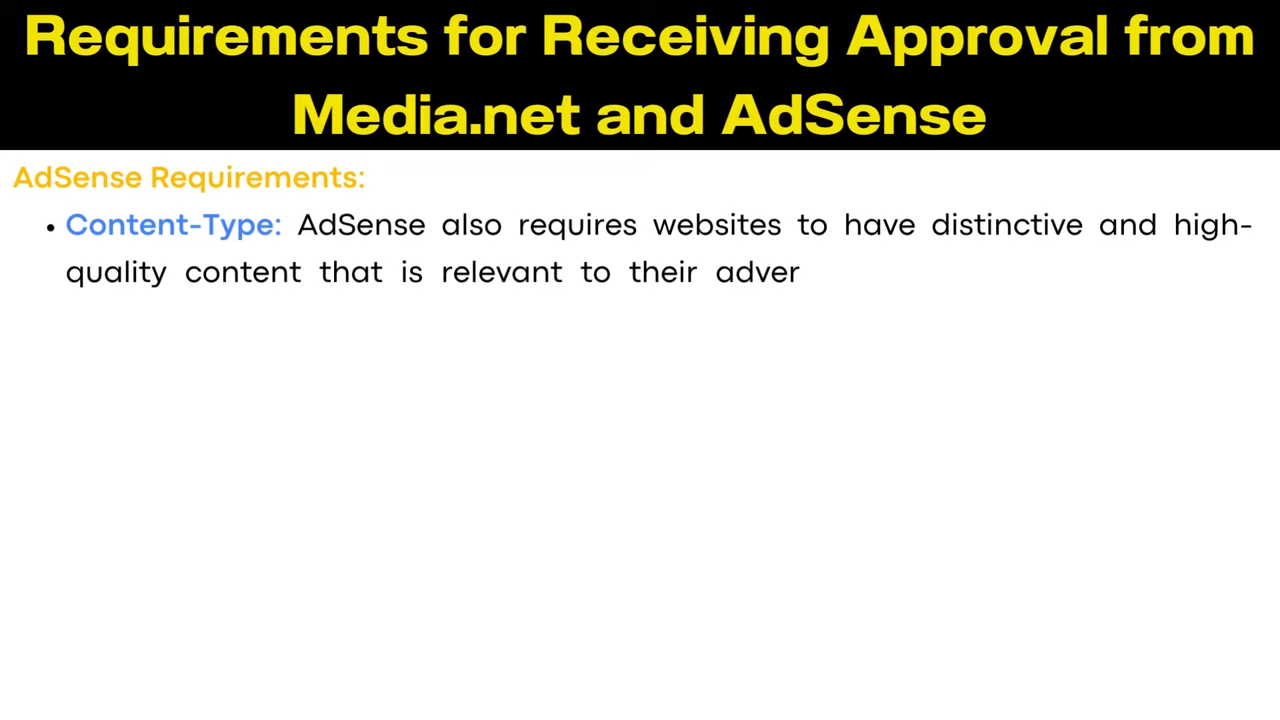 Requirements for Receiving Approval from
Media.net and AdSense
AdSense Requirements:
• Content-Type: AdSense also requires websites to have distinctive and high-
quality content that is relevant to their adver